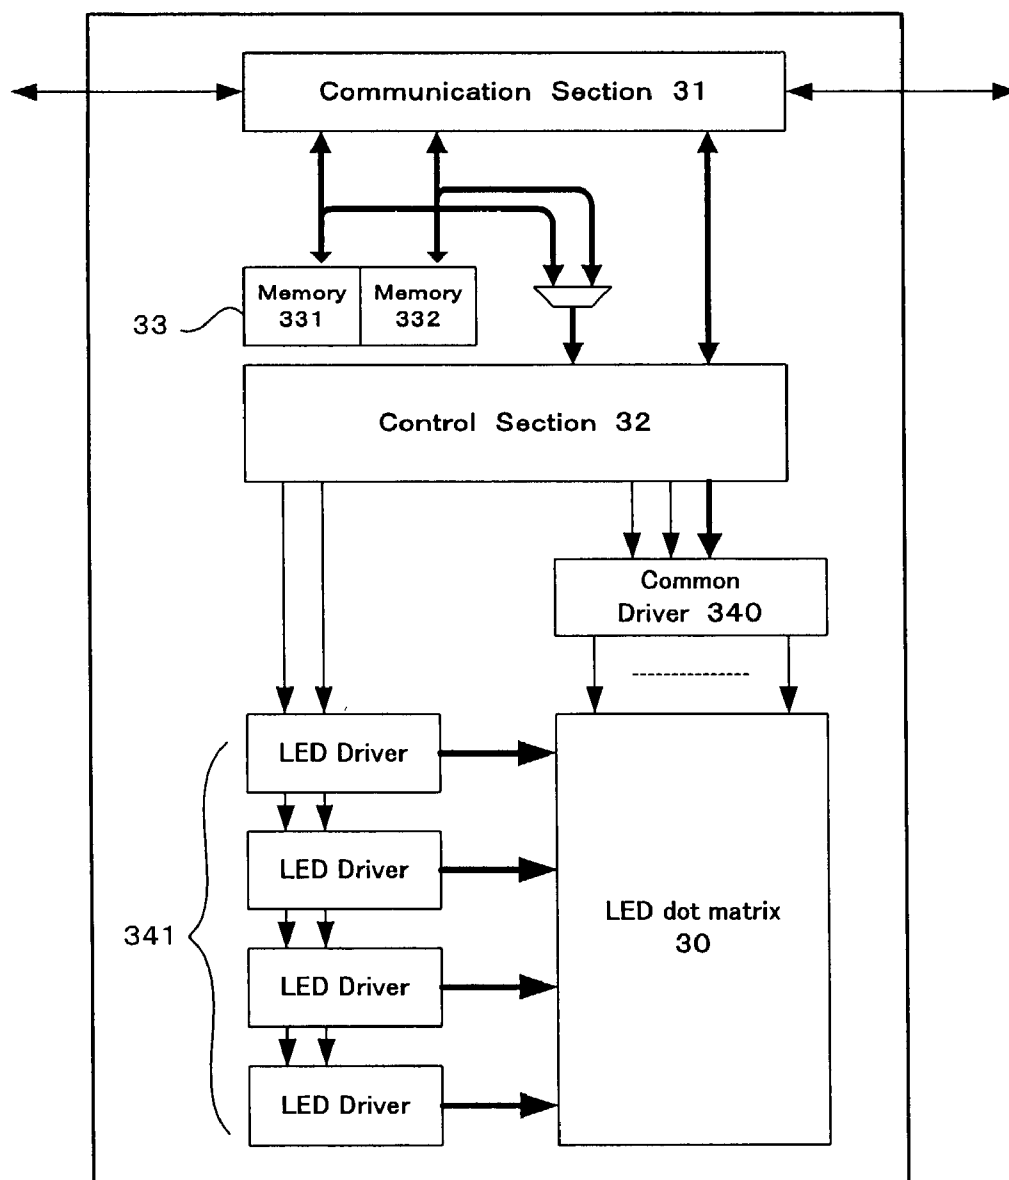 Communication Section 31
Memory
331
Memory
332
33
Control Section 32
Common
Driver 340
LED Driver
LED Driver
341
LED dot matrix
30
LED Driver
LED Driver